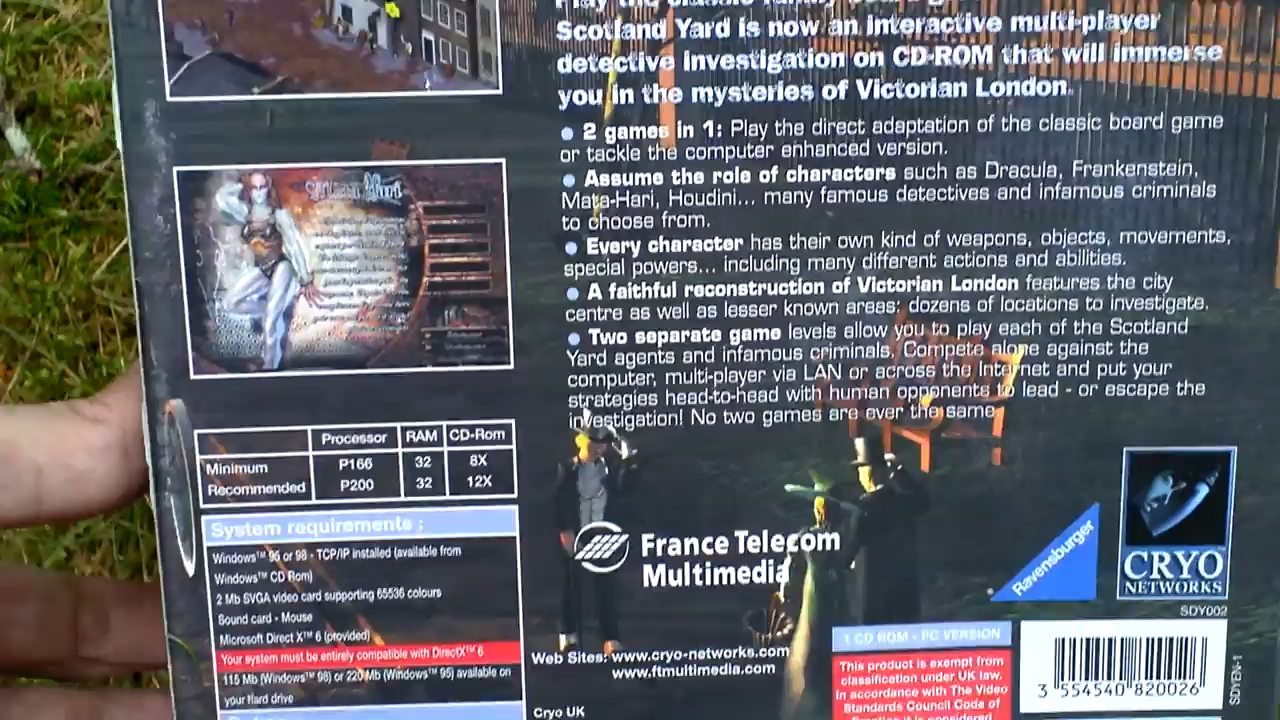 Scotland Yard is now an interactive multi-player
detective investigation on CD-ROM that will immerse
you in the mysteries of Victorian London.
• 2 games in 1: Play the direct adaptation of the classic board game
or tackle the computer enhanced version.
• Assume the role of characters such as Dracula, Frankenstein,
Mata-Hari, Houdini... many famous detectives and infamous criminals
to choose from.
• Every character has their own kind of weapons, objects, movements,
special powers... including many different actions and abilities.
• A faithful reconstruction of Victorian London features the city
centre as well as lesser known areas; dozens of locations to investigate.
• Two separate game levels allow you to play each of the Scotland
Yard agents and infamous criminals. Compete alone against the
computer, multi-player via LAN or across the Internet and put your
strategies head-to-head with human opponents to lead - or escape the
investigation! No two games are ever the same.
Processor RAM CD-Rom
Minimum P166 32 8X
Recommended P200 32 12X
System requirements :
Windows™ 95 or 98 - TCP/IP installed (available from
Windows™ CD Rom)
2 Mb SVGA video card supporting 65536 colours
Sound card - Mouse
Microsoft Direct X™ 6 (provided)
Your system must be entirely compatible with DirectX™ 6
115 Mb (Windows™ 98) or 220 Mb (Windows™ 95) available on
your hard drive
France Telecom
Multimedia
Ravensburger
CRYO
NETWORKS
SDY002
Web Sites: www.cryo-networks.com
www.ftmultimedia.com
Cryo UK
1 CD ROM - PC VERSION
This product is exempt from
classification under UK law.
In accordance with The Video
Standards Council Code of
3 554540 820026
SDYEN-1